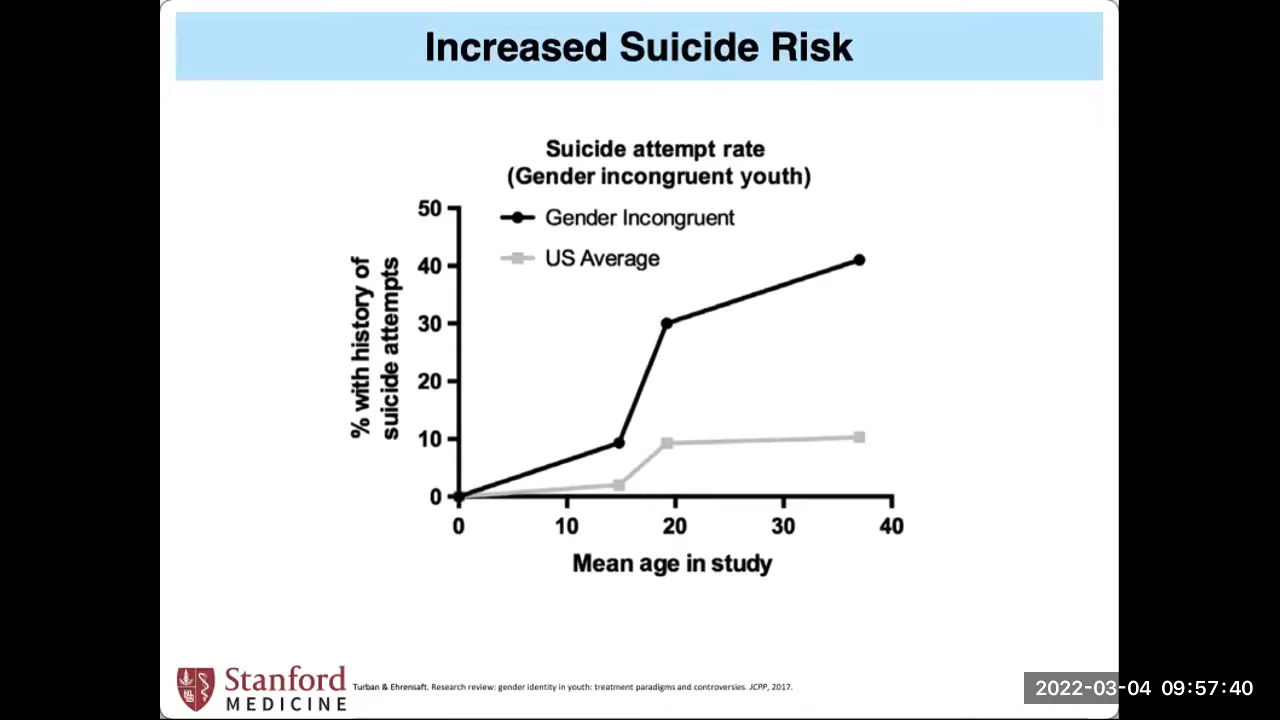 Increased Suicide Risk
Suicide attempt rate
(Gender incongruent youth)
Gender Incongruent
US Average
% with history of
suicide attempts
50
40
30
20
10
0
0 10 20 30 40
Mean age in study
Stanford
MEDICINE
Turban & Ehrensaft. Research review: gender identity in youth: treatment paradigms and controversies. JCPP, 2017.
2022-03-04 09:57:40